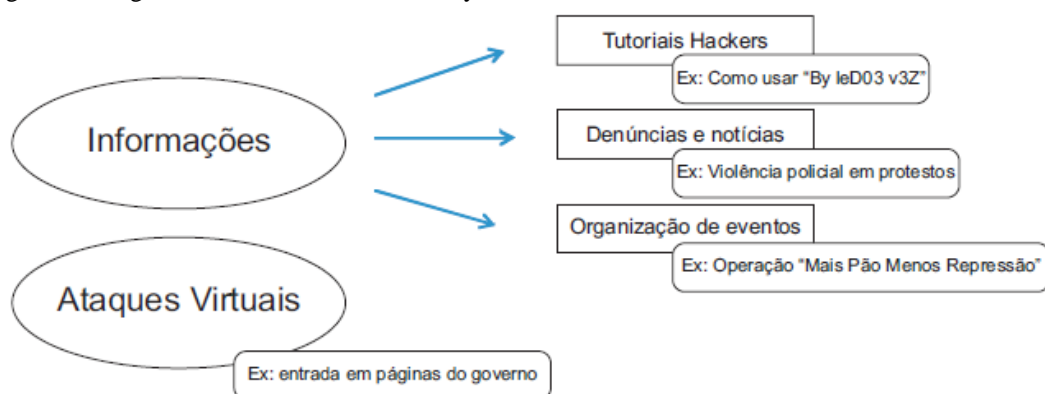 Tutoriais Hackers
Ex: Como usar “By leD03 v3Z”
Informações
Denúncias e notícias
Ex: Violência policial em protestos
Organização de eventos
Ex: Operação “Mais Pão Menos Repressão”
Ataques Virtuais
Ex: entrada em páginas do governo